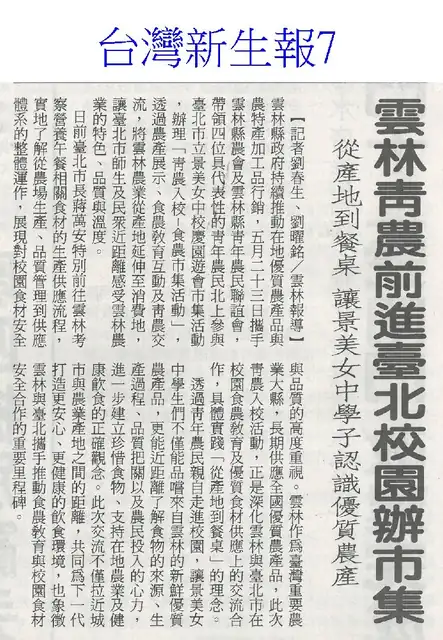 台灣新生報7
雲林青農前進臺北校園辦市集
從產地到餐桌 讓景美女中學子認識優質農產
【記者劉春生、劉曜銘／雲林報導】
雲林縣政府持續推動在地優質農產品與
農特產加工品行銷，五月二十三日攜手
雲林縣農會及雲林縣青年農民聯誼會，
帶領四位具代表性的青年農民北上參與
臺北市立景美女中校慶園遊會市集活動
，辦理「青農入校－食農市集活動」，
透過農產展示、食農教育互動及青農交
流，將雲林農業從產地延伸至消費地，
讓臺北市師生及民眾近距離感受雲林農
業的特色、品質與溫度。
日前臺北市長蔣萬安特別前往雲林考
察營養午餐相關食材的生產供應流程，
實地了解從農場生產、品質管理到供應
體系的整體運作，展現對校園食材安全
與品質的高度重視。雲林作為臺灣重要農
業大縣，長期供應全國優質農產品，此次
青農入校活動，正是深化雲林與臺北市在
校園食農教育及優質食材供應上的交流合
作，具體實踐「從產地到餐桌」的理念。
透過青年農民親自走進校園，讓景美女
中學生們不僅能品嚐來自雲林的新鮮優質
農產品，更能近距離了解食物的來源、生
產過程、品質把關以及農民投入的心力，
進一步建立珍惜食物、支持在地農業及健
康飲食的正確觀念。此次交流不僅拉近城
市與農業產地之間的距離，共同為下一代
打造更安心、更健康的飲食環境，也象徵
雲林與臺北攜手推動食農教育與校園食材
安全合作的重要里程碑。